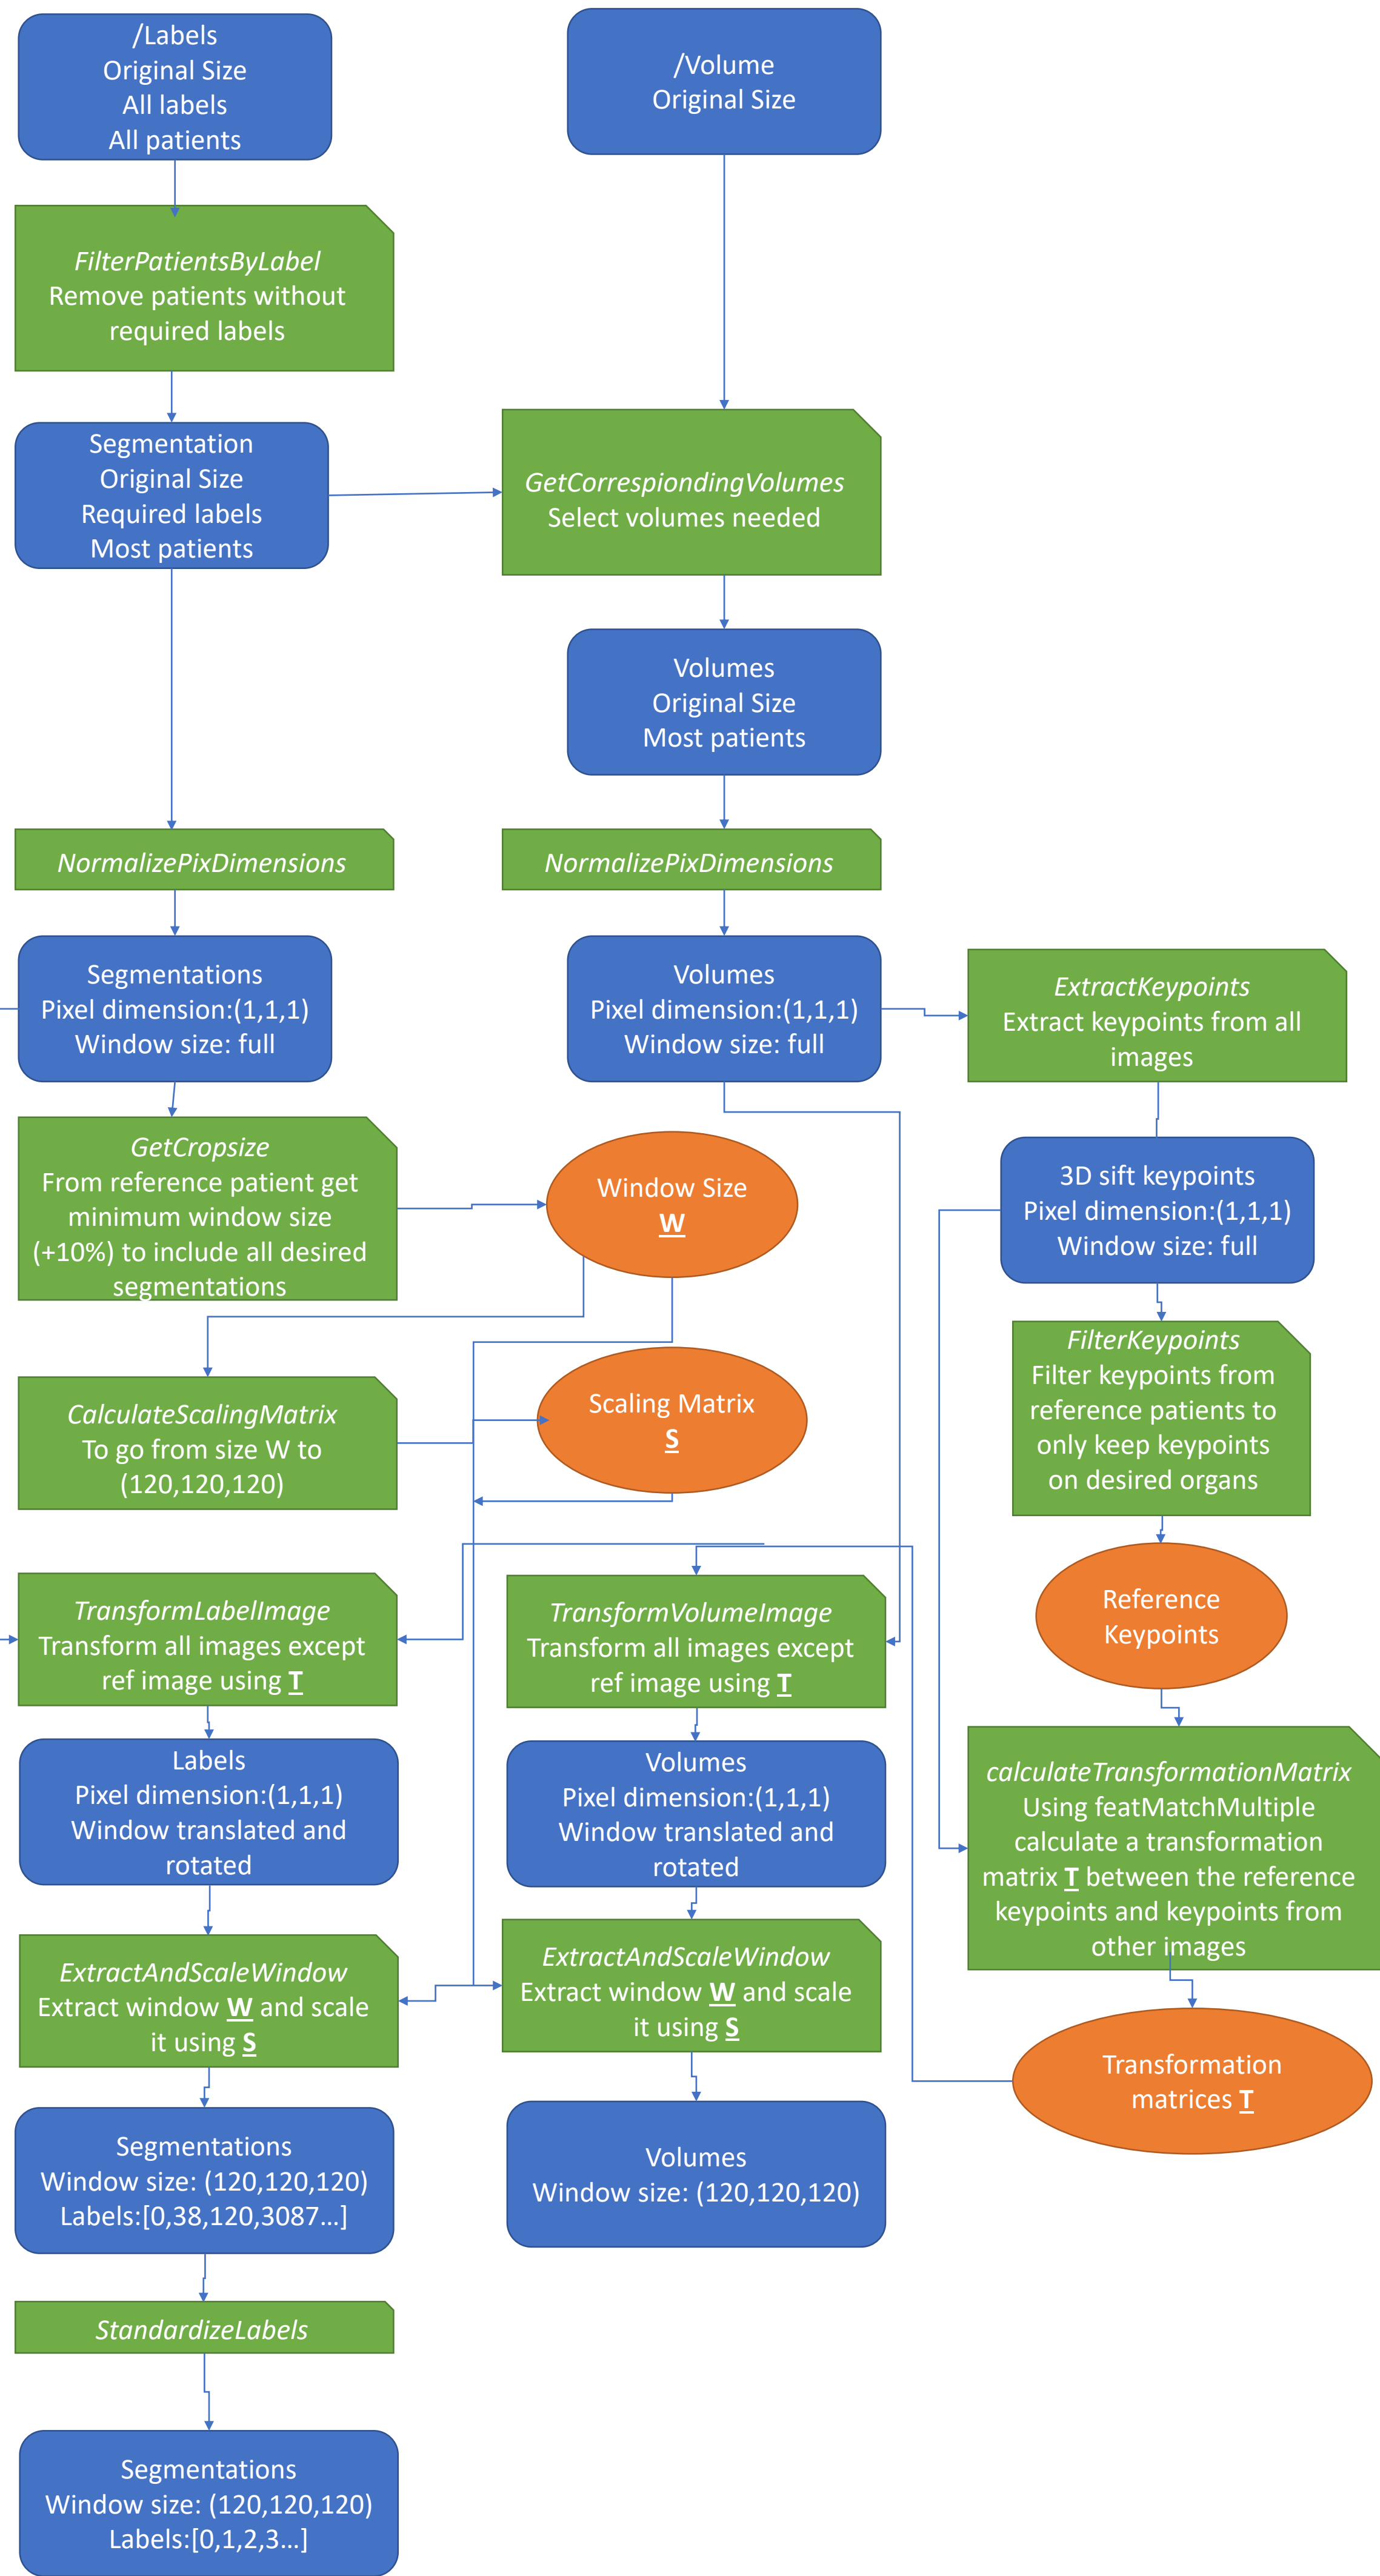 /Labels
Original Size
All labels
All patients
/Volume
Original Size
FilterPatientsByLabel
Remove patients without
required labels
Segmentation
Original Size
Required labels
Most patients
GetCorrespiondingVolumes
Select volumes needed
Volumes
Original Size
Most patients
NormalizePixDimensions
NormalizePixDimensions
Segmentations
Pixel dimension:(1,1,1)
Window size: full
Volumes
Pixel dimension:(1,1,1)
Window size: full
ExtractKeypoints
Extract keypoints from all
images
GetCropsize
From reference patient get
minimum window size
(+10%) to include all desired
segmentations
Window Size
W
3D sift keypoints
Pixel dimension:(1,1,1)
Window size: full
CalculateScalingMatrix
To go from size W to
(120,120,120)
Scaling Matrix
S
FilterKeypoints
Filter keypoints from
reference patients to
only keep keypoints
on desired organs
TransformLabelImage
Transform all images except
ref image using T
TransformVolumeImage
Transform all images except
ref image using T
Reference
Keypoints
Labels
Pixel dimension:(1,1,1)
Window translated and
rotated
Volumes
Pixel dimension:(1,1,1)
Window translated and
rotated
calculateTransformationMatrix
Using featMatchMultiple
calculate a transformation
matrix T between the reference
keypoints and keypoints from
other images
ExtractAndScaleWindow
Extract window W and scale
it using S
ExtractAndScaleWindow
Extract window W and scale
it using S
Transformation
matrices T
Segmentations
Window size: (120,120,120)
Labels:[0,38,120,3087…]
Volumes
Window size: (120,120,120)
StandardizeLabels
Segmentations
Window size: (120,120,120)
Labels:[0,1,2,3…]